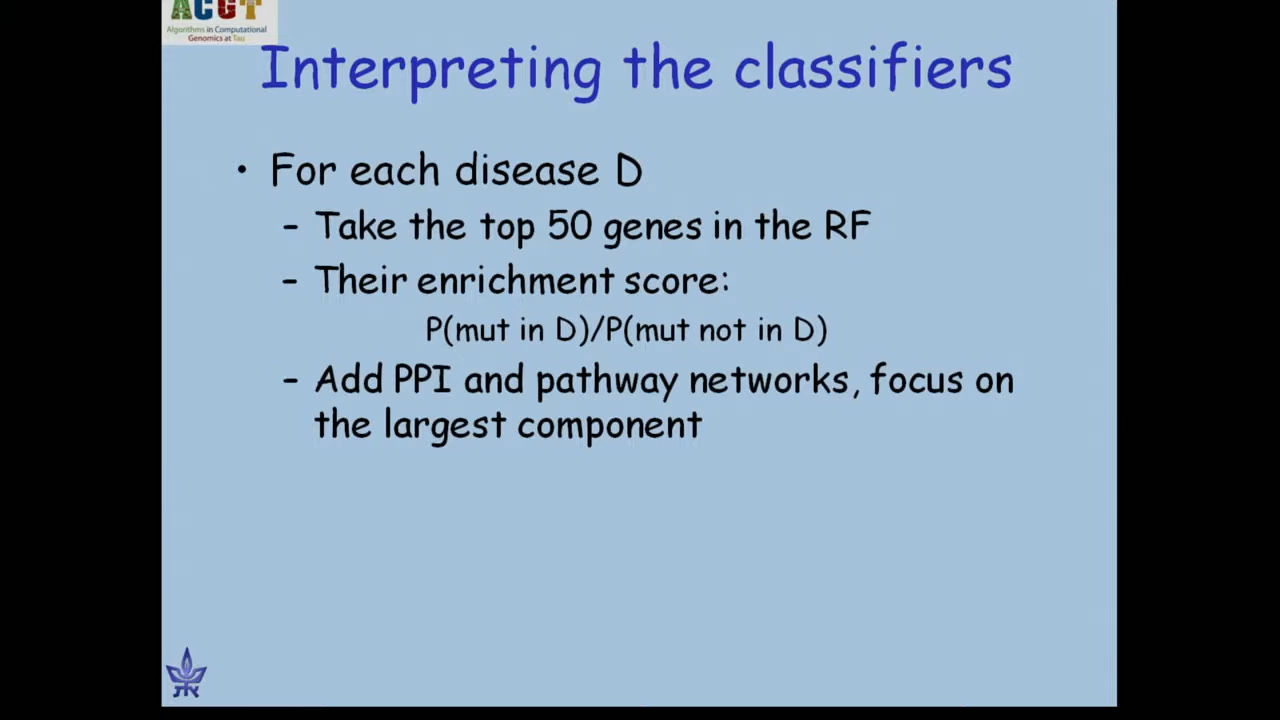 ACGT
Algorithms in Computational
Genomics at Tau
Interpreting the classifiers
• For each disease D
– Take the top 50 genes in the RF
– Their enrichment score:
P(mut in D)/P(mut not in D)
– Add PPI and pathway networks, focus on
the largest component